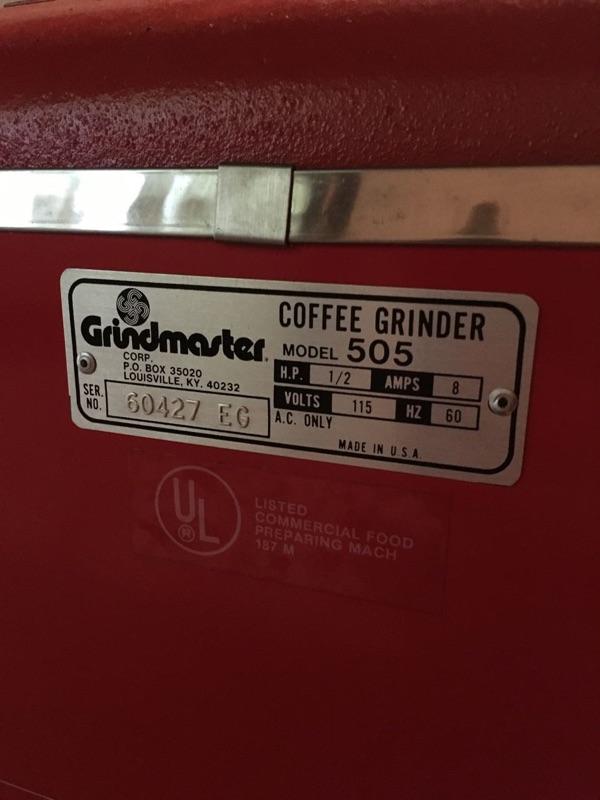 Grindmaster
CORP.
P.O. BOX 35020
LOUISVILLE, KY. 40232
SER. NO. 60427 EG
COFFEE GRINDER
MODEL 505
H.P. 1/2 AMPS 8
VOLTS 115 HZ 60
A.C. ONLY
MADE IN U.S.A.
UL
®
LISTED
COMMERCIAL FOOD
PREPARING MACH
187 M